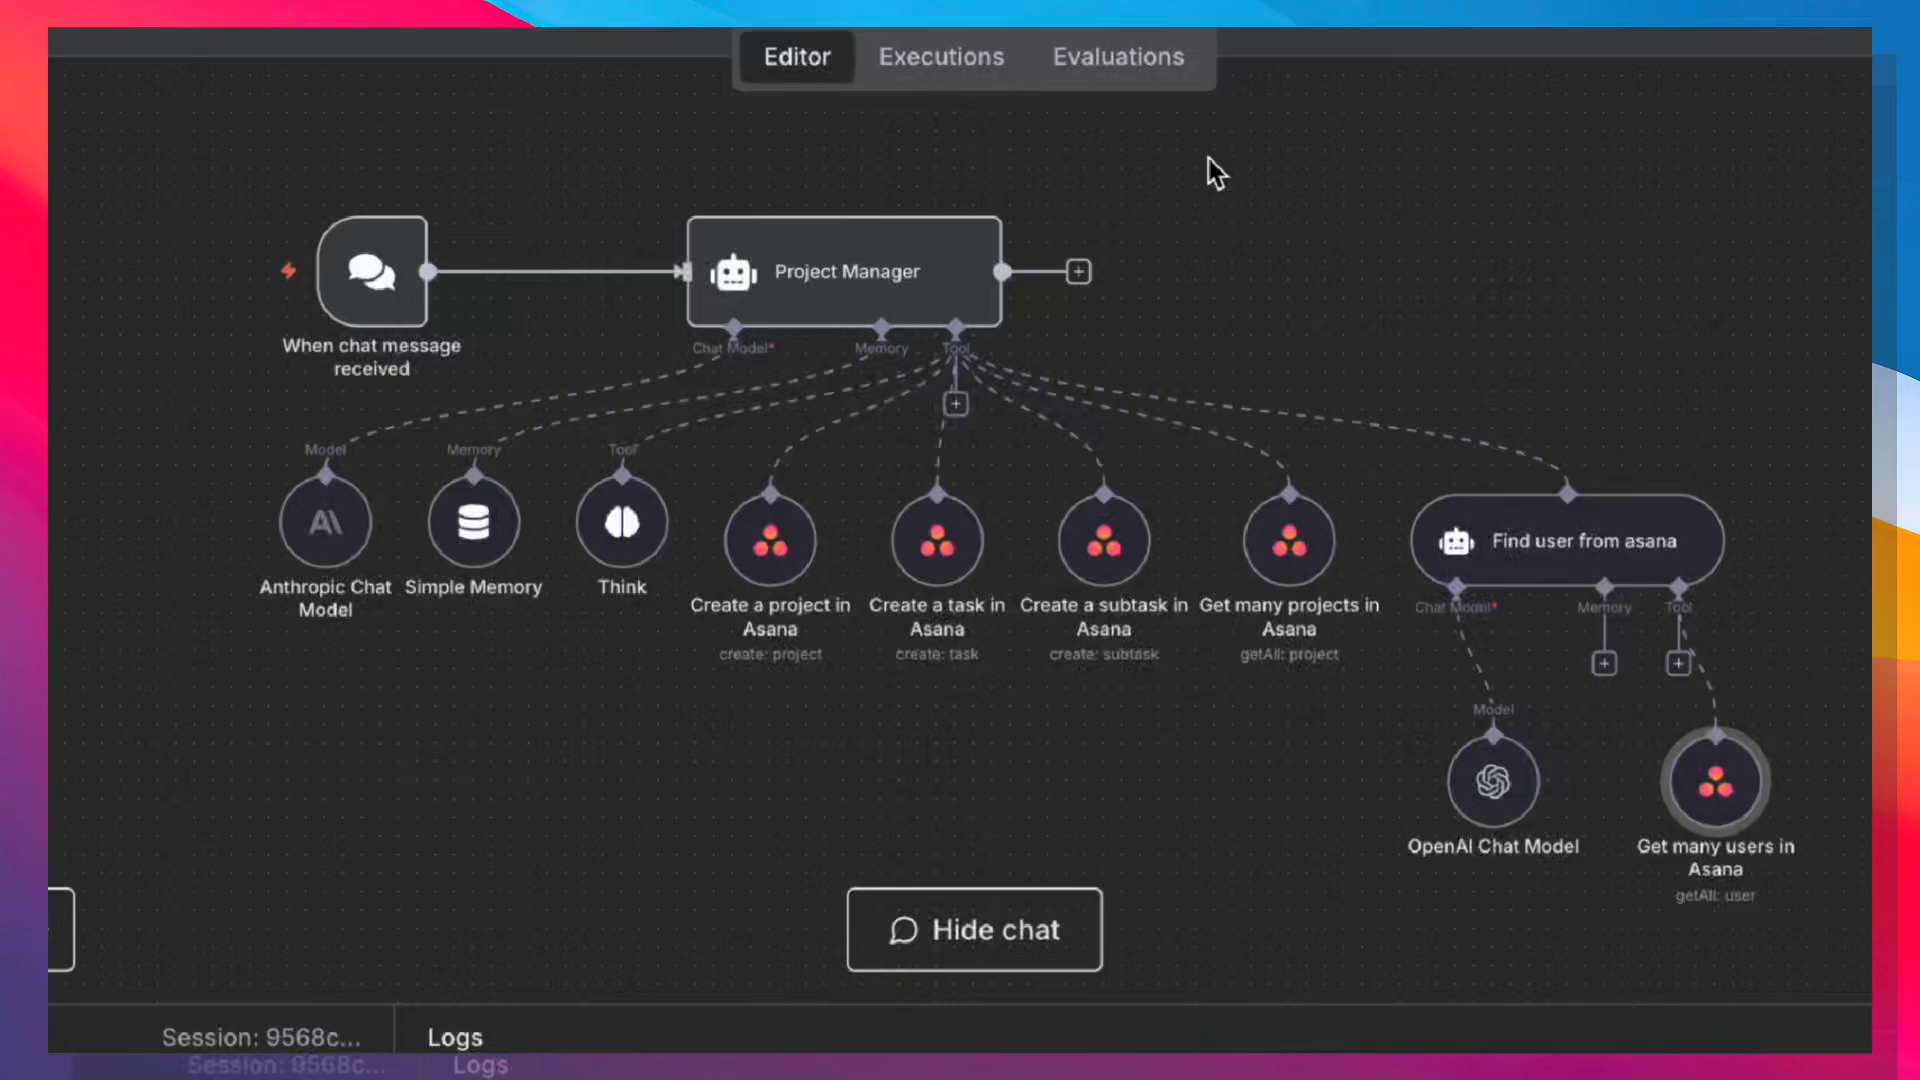 Editor
Executions
Evaluations
Project Manager
When chat message
received
Chat Model*
Memory
Tool
Model
Memory
Tool
Anthropic Chat
Model
Simple Memory
Think
Create a project in
Asana
create: project
Create a task in
Asana
create: task
Create a subtask in
Asana
create: subtask
Get many projects in
Asana
getAll: project
Find user from asana
Chat Model*
Memory
Tool
Model
OpenAI Chat Model
Get many users in
Asana
getAll: user
Hide chat
Session: 9568c...
Logs
Session: 9568c...
Logs